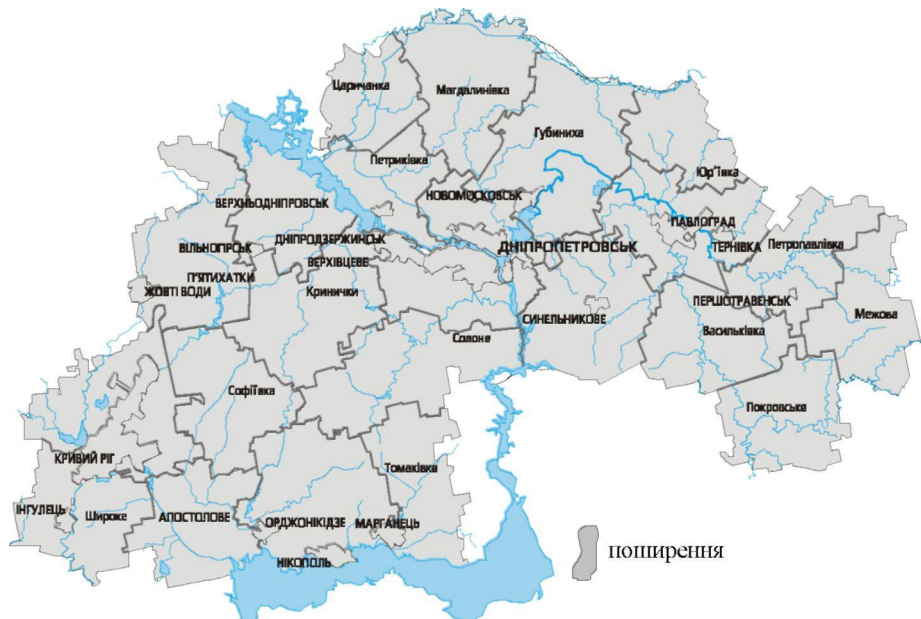 Царичанка
Магдалинівка
Губиниха
Петриківка
Юр'ївка
НОВОМОСКОВСЬК
ВЕРХНЬОДНІПРОВСЬК
ПАВЛОГРАД
ДНІПРОДЗЕРЖИНСЬК
ДНІПРОПЕТРОВСЬК
ТЕРНІВКА
Петропавлівка
ВІЛЬНОГІРСЬК
ВЕРХІВЦЕВЕ
П'ЯТИХАТКИ
ЖОВТІ ВОДИ
Кринички
ПЕРШОТРАВЕНСЬК
Межова
СИНЕЛЬНИКОВЕ
Васильківка
Солоне
Софіївка
Покровське
КРИВИЙ РІГ
Томаківка
ІНГУЛЕЦЬ
Широке
АПОСТОЛОВЕ
ОРДЖОНІКІДЗЕ
МАРГАНЕЦЬ
НІКОПОЛЬ
поширення